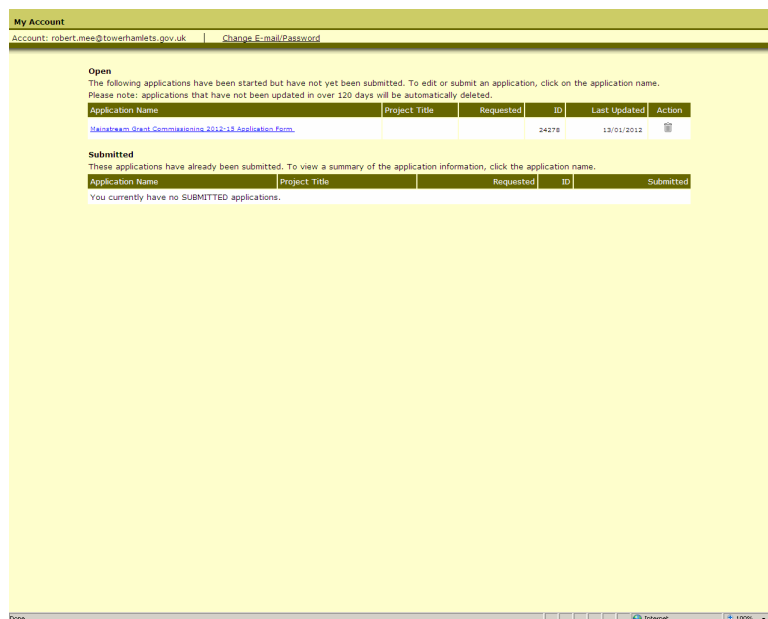 My Account
Account: robert.mee@towerhamlets.gov.uk | Change E-mail/Password
Open
The following applications have been started but have not yet been submitted. To edit or submit an application, click on the application name.
Please note: applications that have not been updated in over 120 days will be automatically deleted.
Application Name Project Title Requested ID Last Updated Action
Mainstream Grant Commissioning 2012-15 Application Form 24278 13/01/2012
Submitted
These applications have already been submitted. To view a summary of the application information, click the application name.
Application Name Project Title Requested ID Submitted
You currently have no SUBMITTED applications.
Done Internet 100%